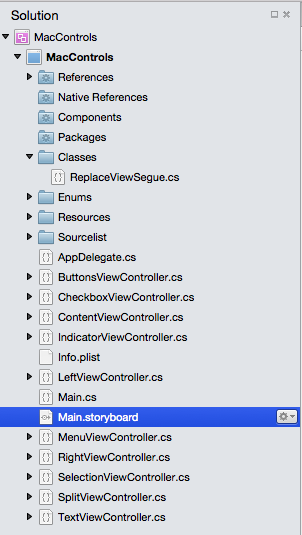 Solution
MacControls
MacControls
References
Native References
Components
Packages
Classes
ReplaceViewSegue.cs
Enums
Resources
Sourcelist
AppDelegate.cs
ButtonsViewController.cs
CheckboxViewController.cs
ContentViewController.cs
IndicatorViewController.cs
Info.plist
LeftViewController.cs
Main.cs
Main.storyboard
MenuViewController.cs
RightViewController.cs
SelectionViewController.cs
SplitViewController.cs
TextViewController.cs